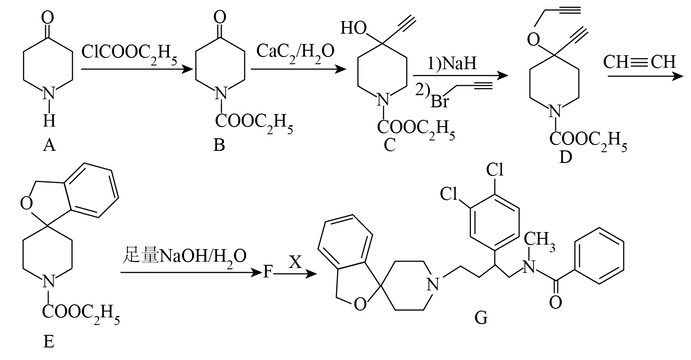 O
N
H
A
ClCOOC₂H₅
O
N
COOC₂H₅
B
CaC₂/H₂O
HO
N
COOC₂H₅
C
1)NaH
2)
Br
O
N
COOC₂H₅
D
CH≡CH
O
N
COOC₂H₅
E
足量NaOH/H₂O
F
X
Cl
Cl
CH₃
N
N
O
O
G